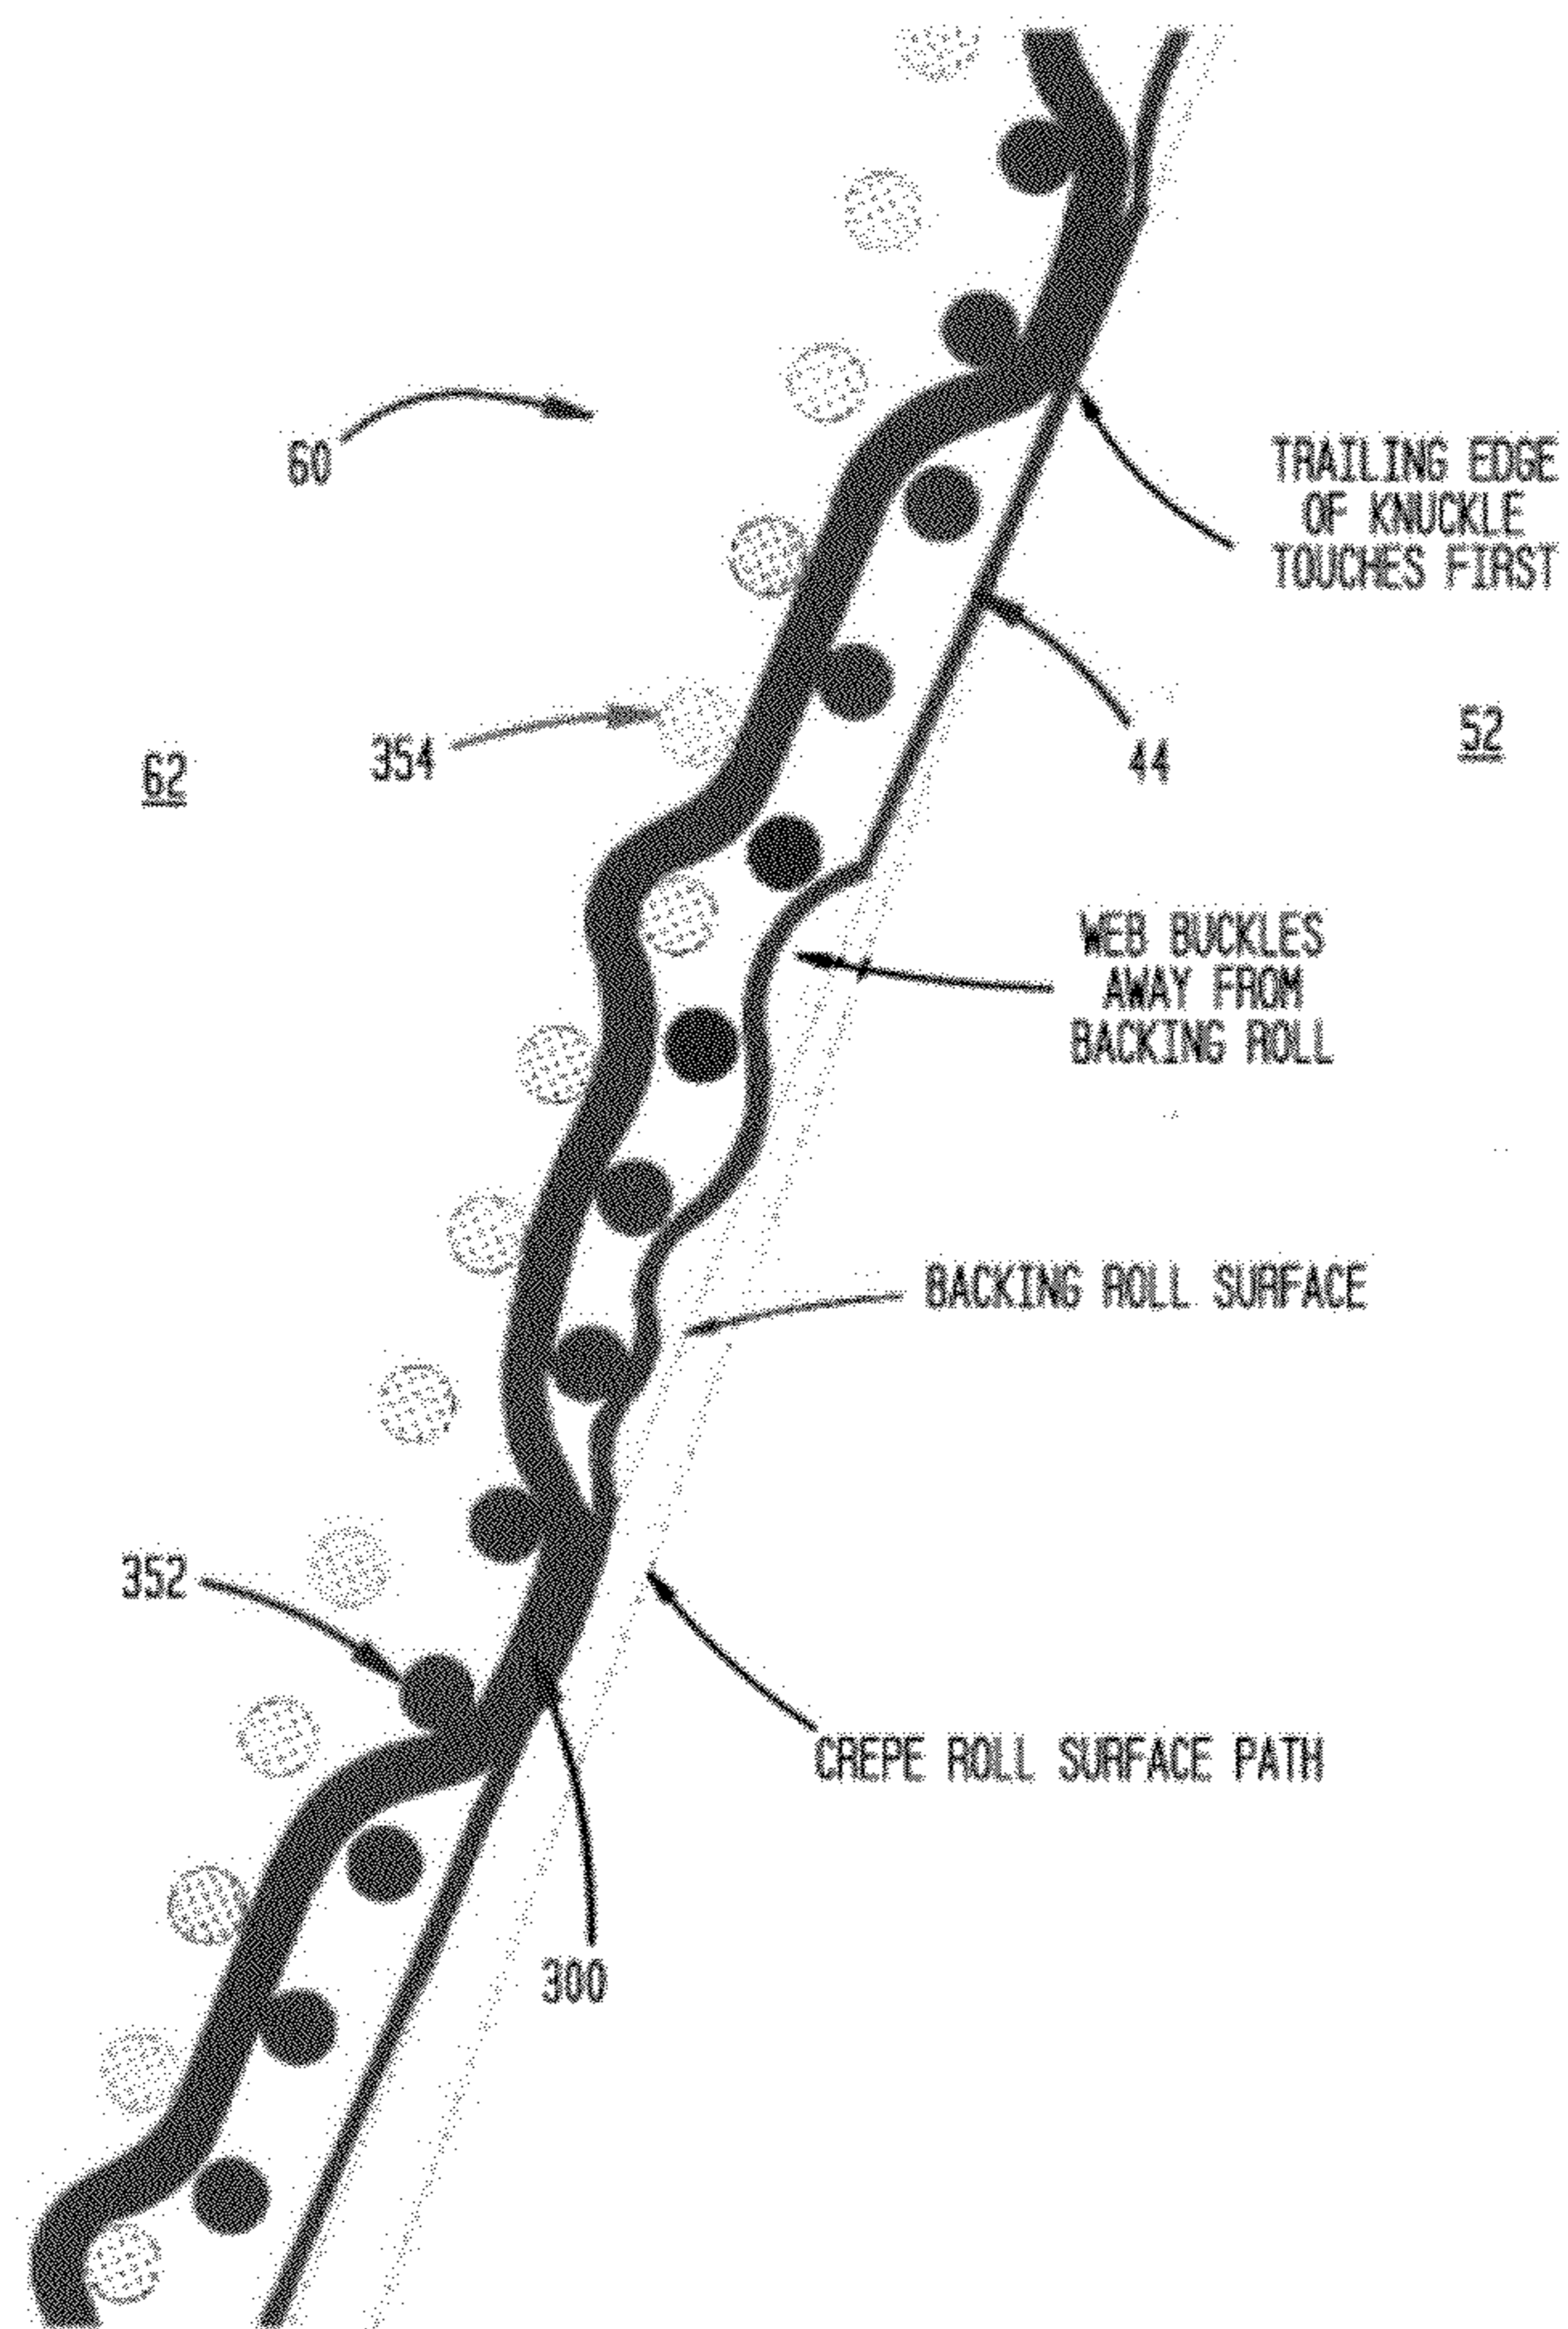 60
TRAILING EDGE
OF KNUCKLE
TOUCHES FIRST
62
354
44
52
WEB BUCKLES
AWAY FROM
BACKING ROLL
BACKING ROLL SURFACE
352
CREPE ROLL SURFACE PATH
300